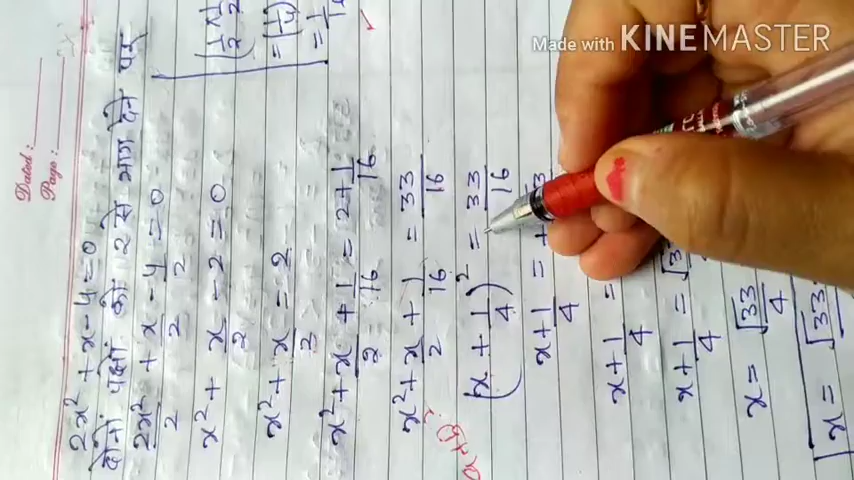 Made with KINEMASTER
Dated :
Page :
2x² + x - 4 = 0
दोनों पक्षों को 2 से भाग देने पर
2x²/2 + x/2 - 4/2 = 0
x² + x/2 - 2 = 0
x² + x/2 = 2
x² + x/2 + 1/16 = 2 + 1/16
x² + x/2 + 1/16 = 33/16
(x + 1/4)² = 33/16
x + 1/4 =
x + 1/4 =
x + 1/4 = √33
x = √33/4
x = √33